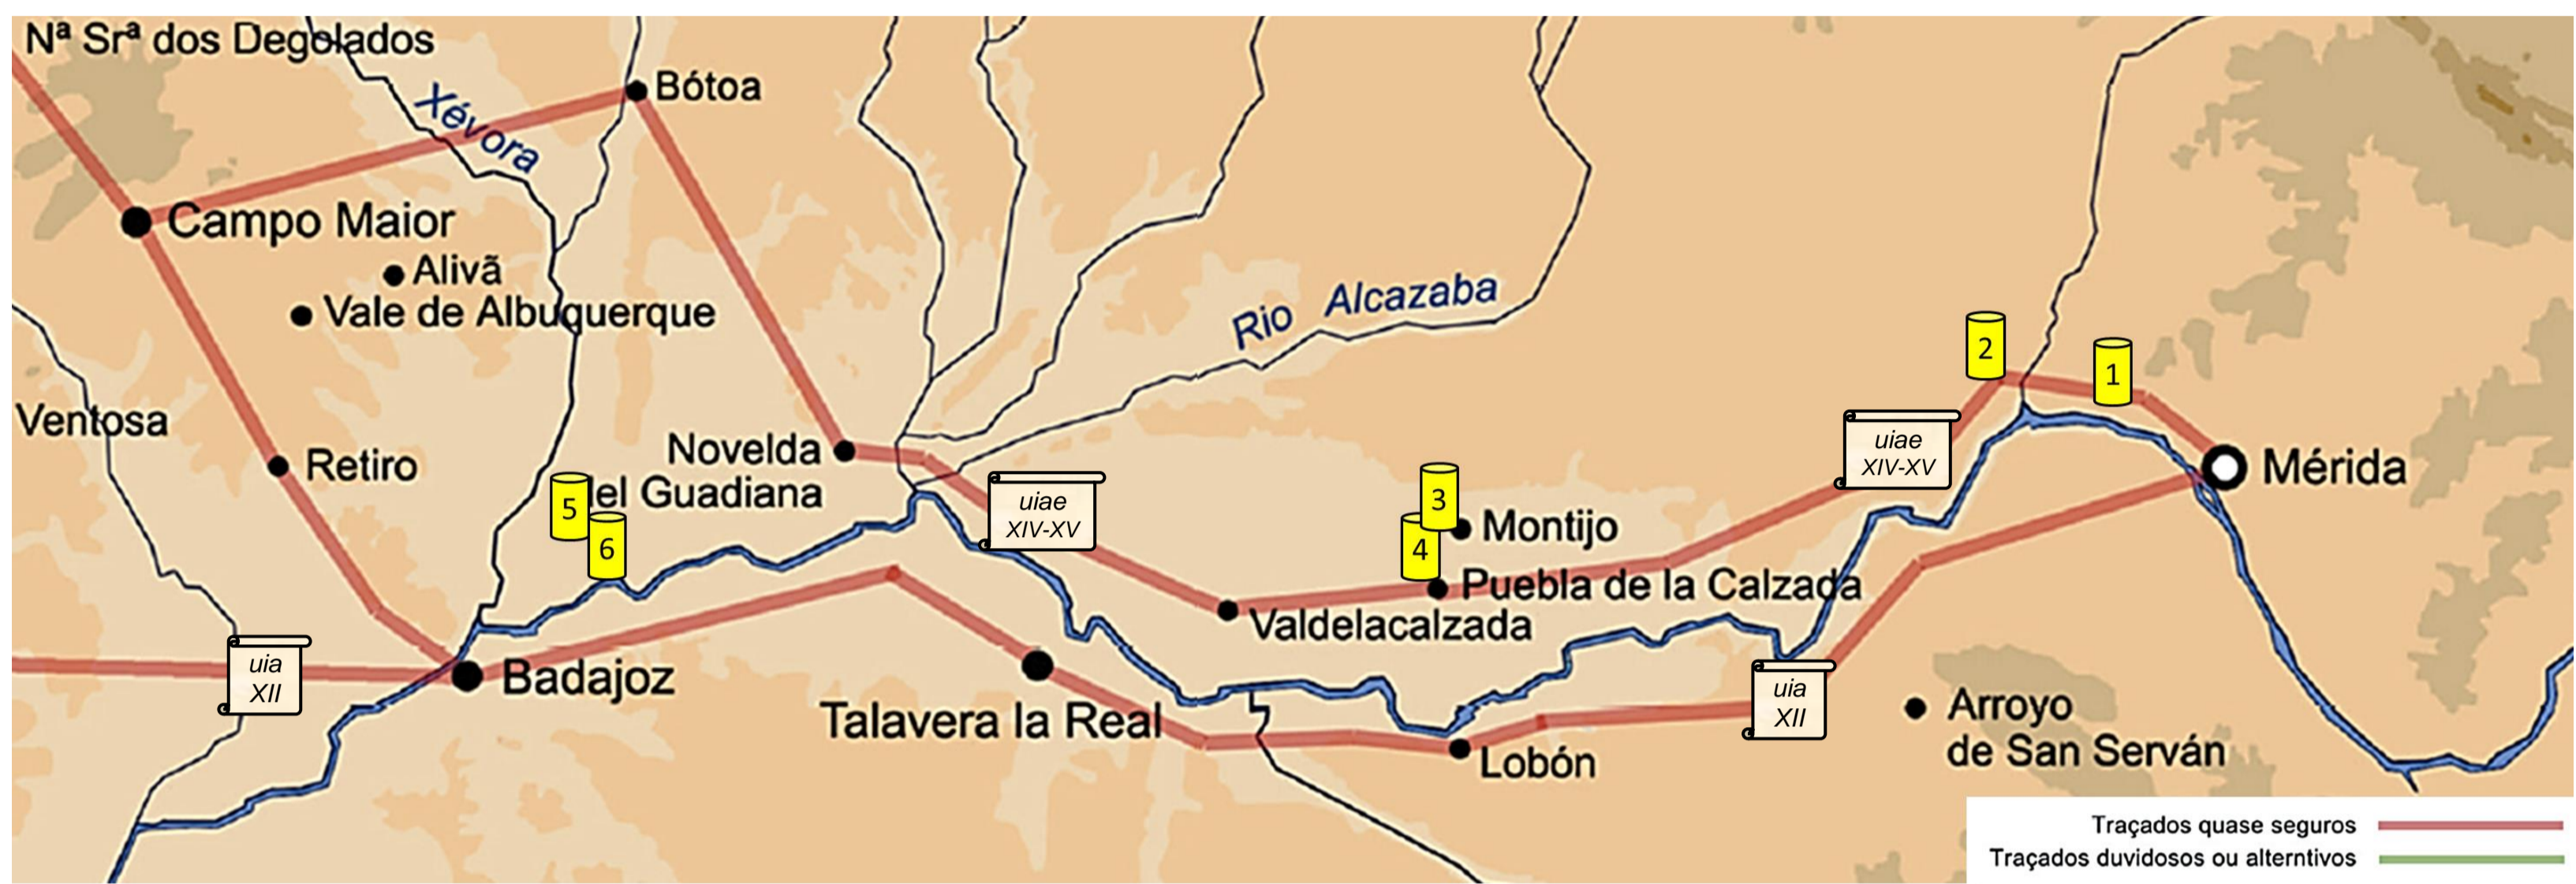 Nª Srª dos Degolados
Xévora
Bótoa
Campo Maior
Alivã
Vale de Albuquerque
Rio Alcazaba
2
1
Ventosa
Retiro
Novelda
del Guadiana
5
6
uiae
XIV-XV
3
4
Montijo
Puebla de la Calzada
Valdelacalzada
uiae
XIV-XV
Mérida
uia
XII
Badajoz
Talavera la Real
Lobón
uia
XII
Arroyo
de San Serván
Traçados quase seguros
Traçados duvidosos ou alterntivos